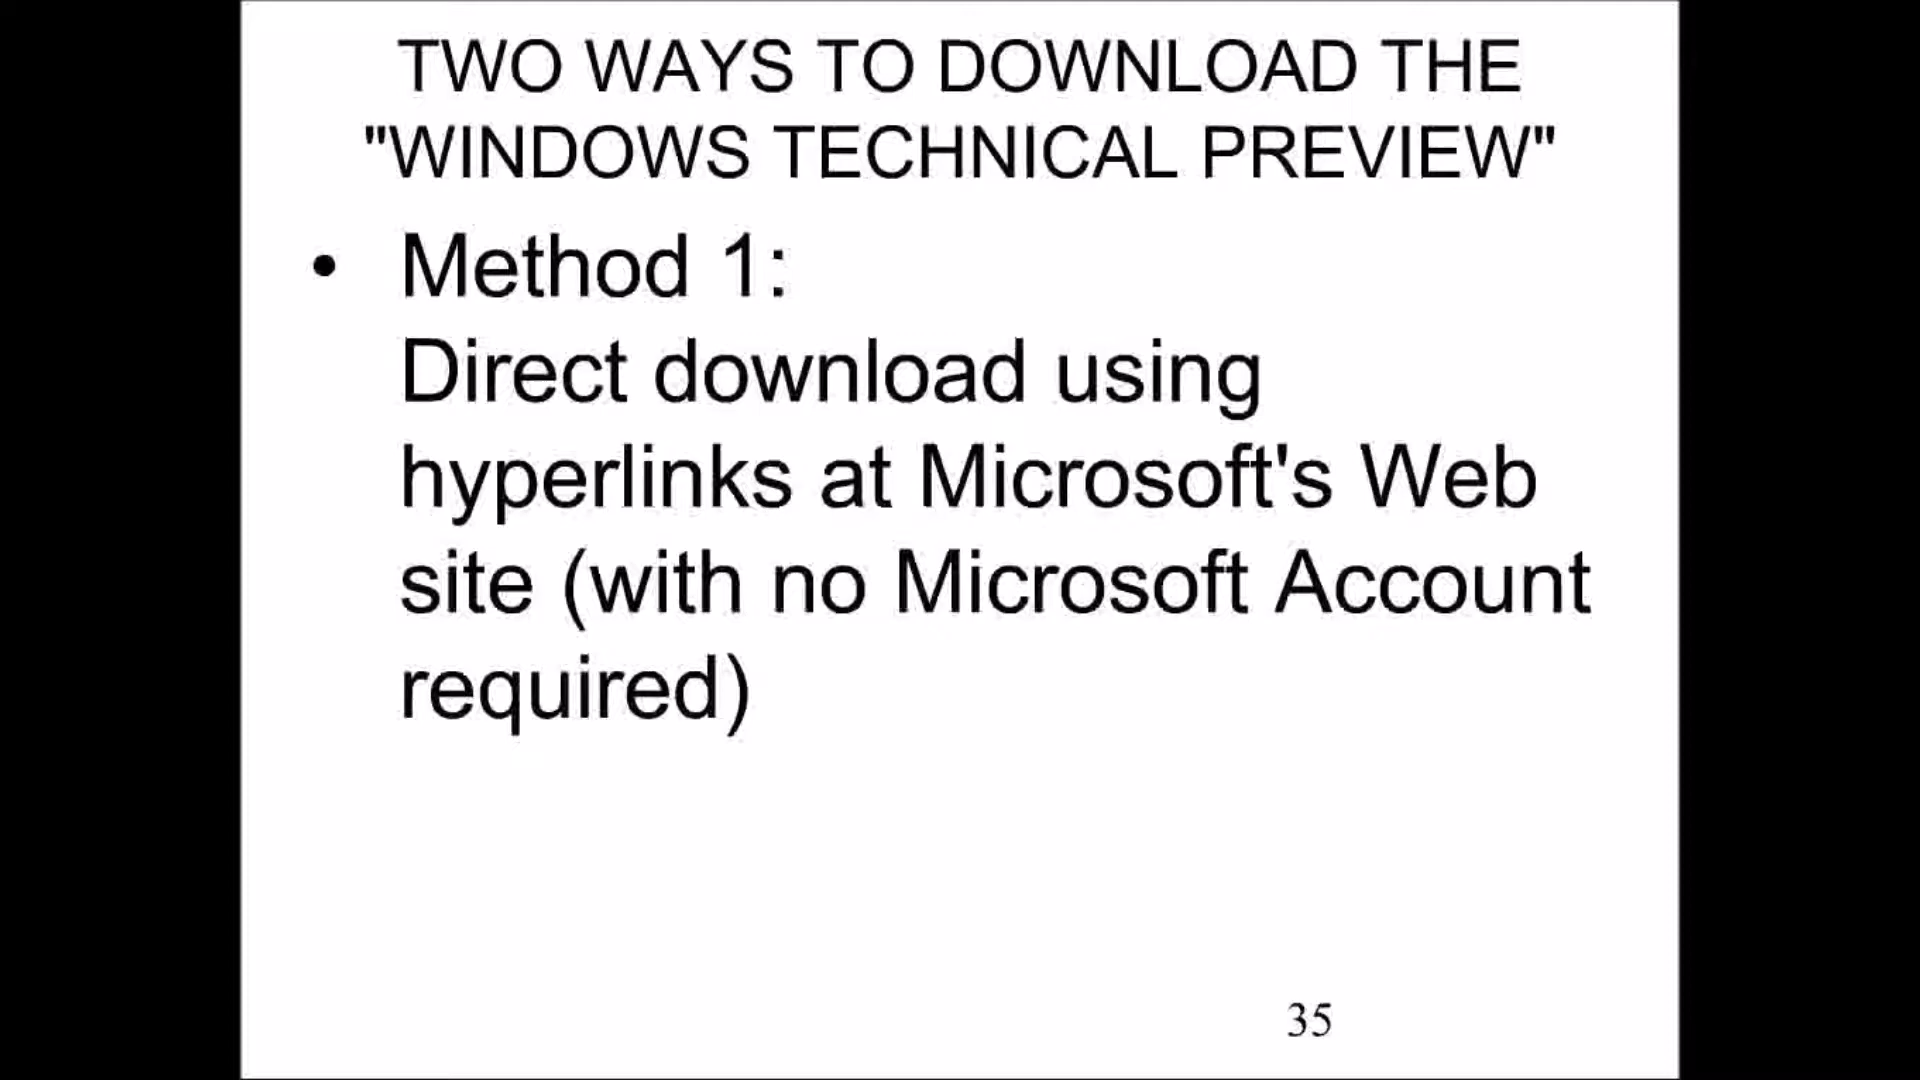 TWO WAYS TO DOWNLOAD THE
"WINDOWS TECHNICAL PREVIEW"
• Method 1:
Direct download using
hyperlinks at Microsoft's Web
site (with no Microsoft Account
required)
35